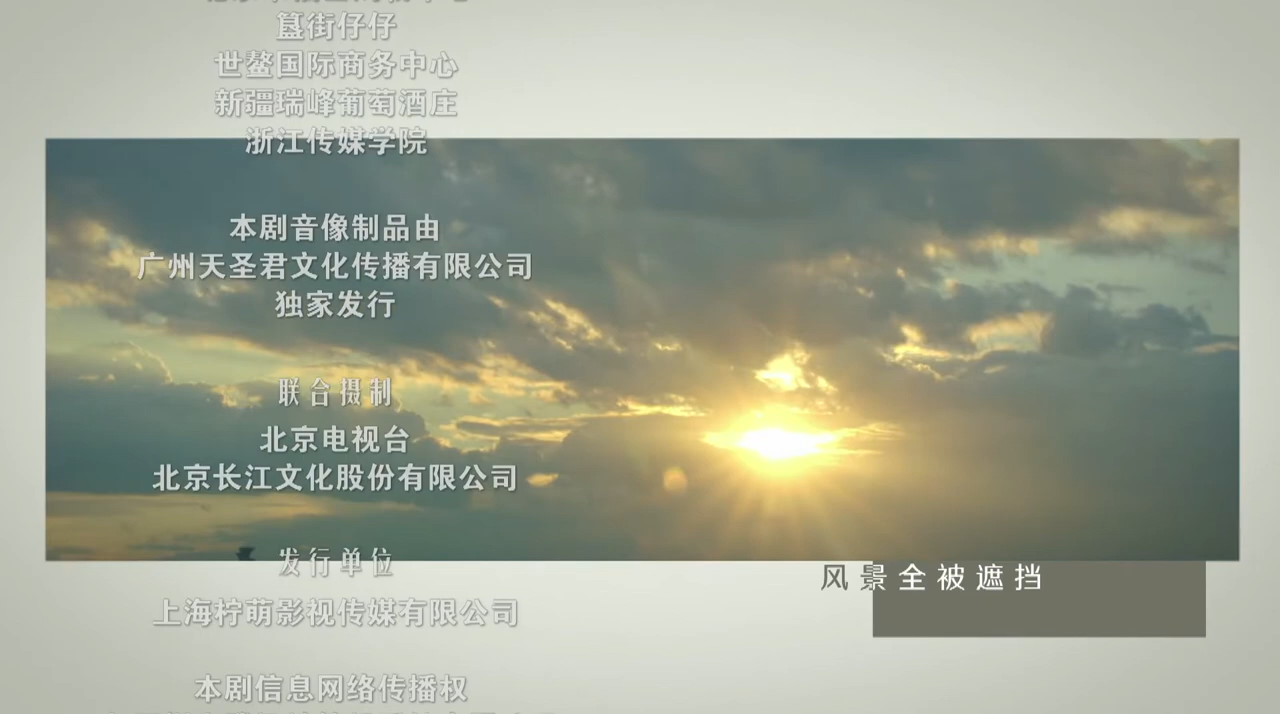 簋街仔仔
世鳌国际商务中心
新疆瑞峰葡萄酒庄
浙江传媒学院
本剧音像制品由
广州天圣君文化传播有限公司
独家发行
联合摄制
北京电视台
北京长江文化股份有限公司
发行单位
风景全被遮挡
上海柠萌影视传媒有限公司
本剧信息网络传播权